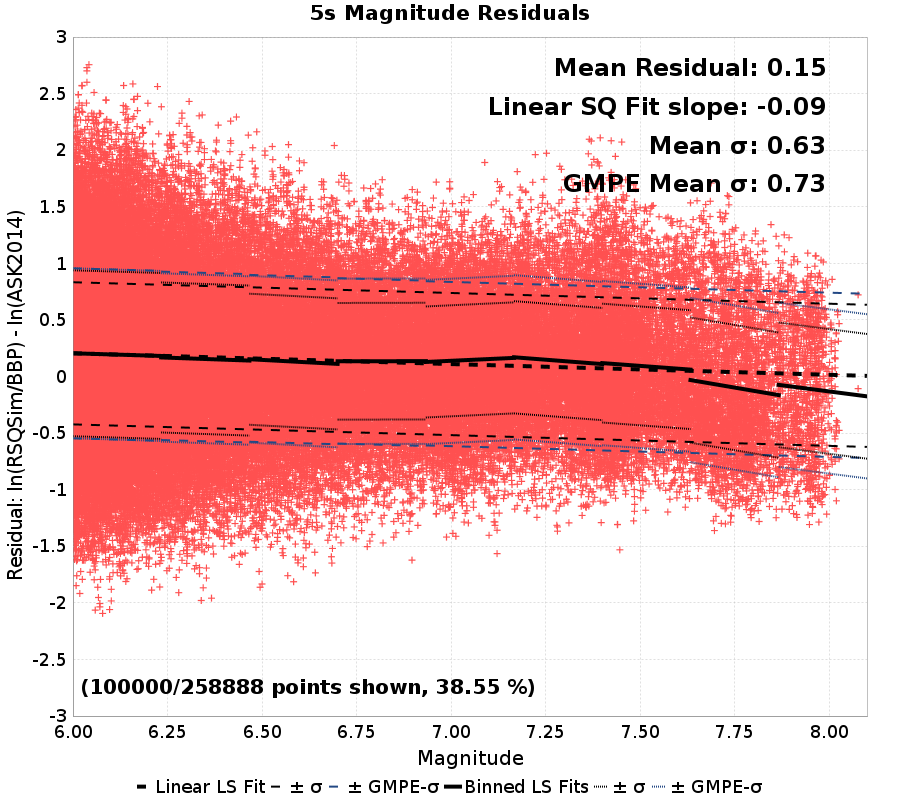 5s Magnitude Residuals
Mean Residual: 0.15
Linear SQ Fit slope: -0.09
Mean σ: 0.63
GMPE Mean σ: 0.73
Residual: ln(RSQSim/BBP) - ln(ASK2014)
3
2.5
2
1.5
1
0.5
0
-0.5
-1
-1.5
-2
-2.5
-3
(100000/258888 points shown, 38.55 %)
6.00 6.25 6.50 6.75 7.00 7.25 7.50 7.75 8.00
Magnitude
Linear LS Fit ± σ ± GMPE-σ Binned LS Fits ± σ ± GMPE-σ